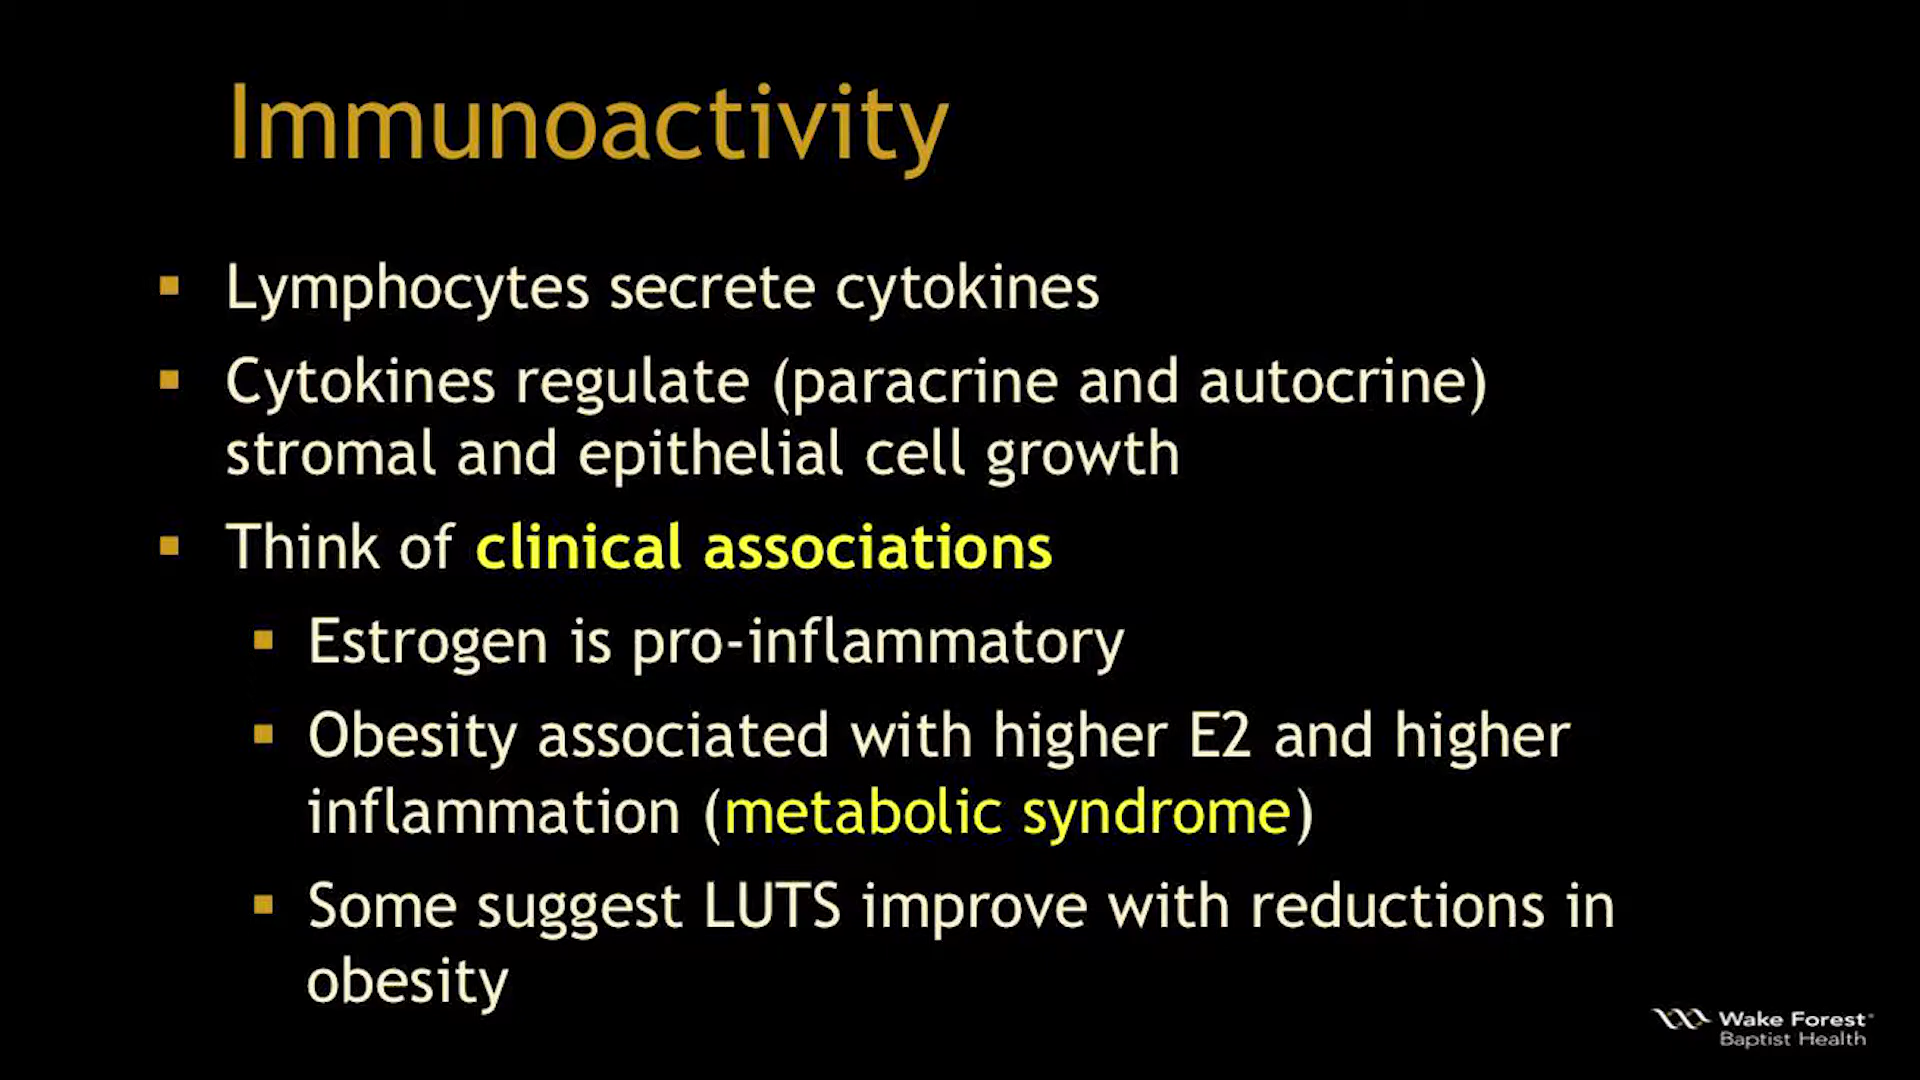 Immunoactivity
Lymphocytes secrete cytokines
Cytokines regulate (paracrine and autocrine)
stromal and epithelial cell growth
Think of clinical associations
Estrogen is pro-inflammatory
Obesity associated with higher E2 and higher
inflammation (metabolic syndrome)
Some suggest LUTS improve with reductions in
obesity
Wake Forest®
Baptist Health